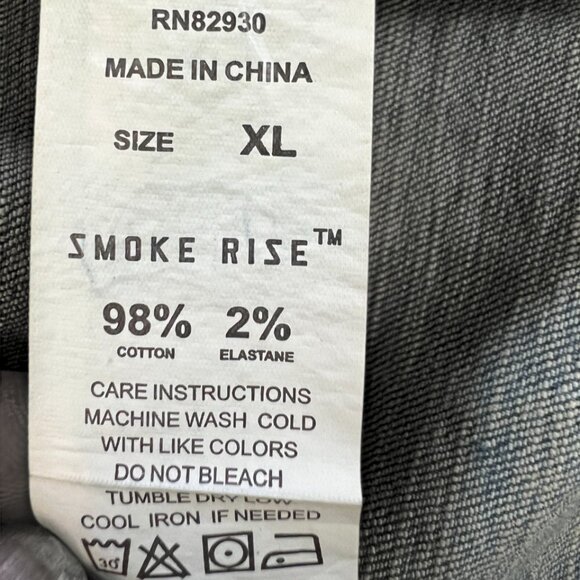 RN82930
MADE IN CHINA
SIZE XL
SMOKE RISE™
98% 2%
COTTON ELASTANE
CARE INSTRUCTIONS
MACHINE WASH COLD
WITH LIKE COLORS
DO NOT BLEACH
TUMBLE DRY LOW
COOL IRON IF NEEDED
30°